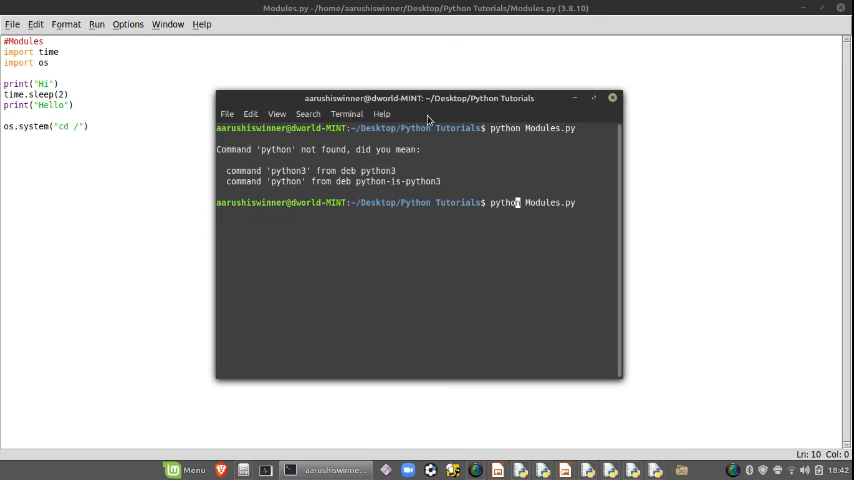 Modules.py - /home/aarushiswinner/Desktop/Python Tutorials/Modules.py (3.8.10)
File Edit Format Run Options Window Help
#Modules
import time
import os
print("Hi")
time.sleep(2)
print("Hello")
os.system("cd /")
aarushiswinner@dworld-MINT: ~/Desktop/Python Tutorials
File Edit View Search Terminal Help
aarushiswinner@dworld-MINT:~/Desktop/Python Tutorials$ python Modules.py
Command 'python' not found, did you mean:
command 'python3' from deb python3
command 'python' from deb python-is-python3
aarushiswinner@dworld-MINT:~/Desktop/Python Tutorials$ python Modules.py
Ln: 10 Col: 0
Menu aarushiswinne... 18:42